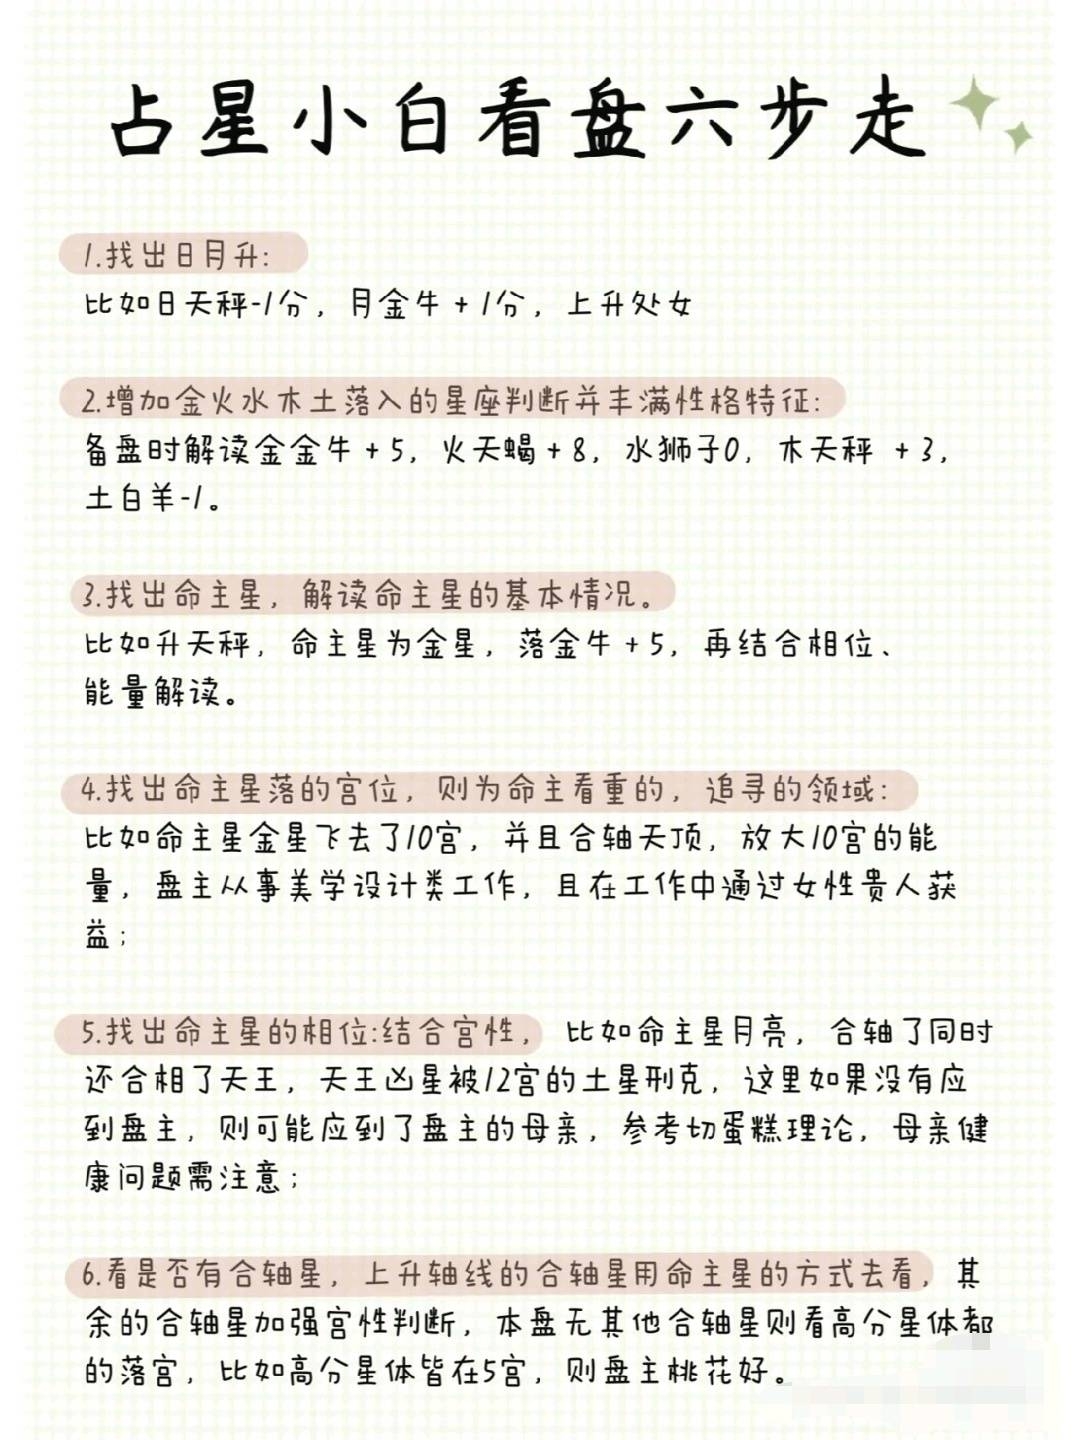 占星小白看盘六步走
1.找出日月升:
比如日天秤-1分，月金牛+1分，上升处女
2.增加金火水木土落入的星座判断并丰满性格特征:
备盘时解读金金牛+5，火天蝎+8，水狮子0，木天秤 +3，
土白羊-1。
3.找出命主星，解读命主星的基本情况。
比如升天秤，命主星为金星，落金牛+5，再结合相位、
能量解读。
4.找出命主星落的宫位，则为命主看重的，追寻的领域:
比如命主星金星飞去了10宫，并且合轴天顶，放大10宫的能
量，盘主从事美学设计类工作，且在工作中通过女性贵人获
益；
5.找出命主星的相位:结合宫性，比如命主星月亮，合轴了同时
还合相了天王，天王凶星被12宫的土星刑克，这里如果没有应
到盘主，则可能应到了盘主的母亲，参考切蛋糕理论，母亲健
康问题需注意；
6.看是否有合轴星，上升轴线的合轴星用命主星的方式去看，其
余的合轴星加强宫性判断，本盘无其他合轴星则看高分星体都
的落宫，比如高分星体皆在5宫，则盘主桃花好。